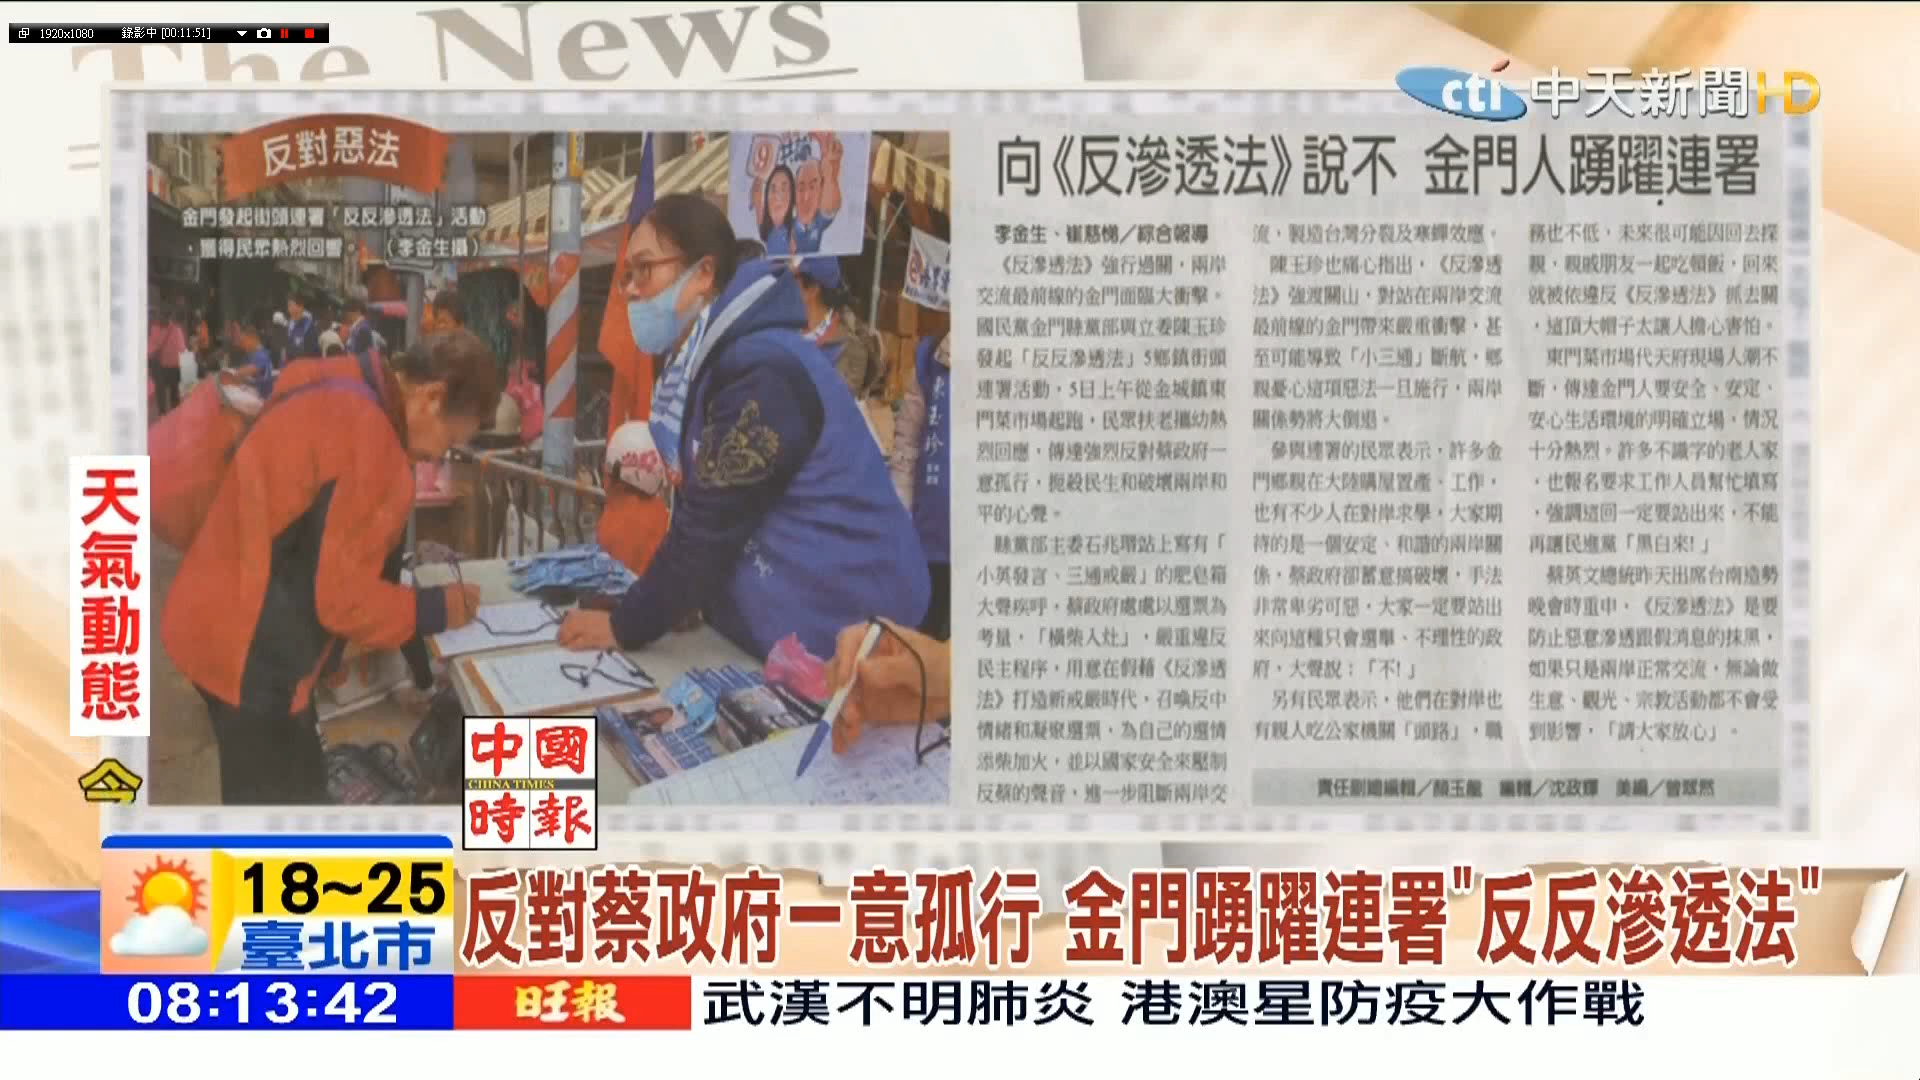 1920x1080 錄影中 [00:11:51]
The News
cti 中天新聞HD
反對惡法
金門發起街頭連署「反反滲透法」活動
，獲得民眾熱烈回響。 （李金生攝）
陳玉珍
向《反滲透法》說不 金門人踴躍連署
李金生、崔慈悌／綜合報導
《反滲透法》強行過關，兩岸
交流最前線的金門面臨大衝擊。
國民黨金門縣黨部與立委陳玉珍
發起「反反滲透法」5鄉鎮街頭
連署活動，5日上午從金城鎮東
門菜市場起跑，民眾扶老攜幼熱
烈回應，傳達強烈反對蔡政府一
意孤行，扼殺民生和破壞兩岸和
平的心聲。
縣黨部主委石兆瑉站上寫有「
小英發言、三通戒嚴」的肥皂箱
大聲疾呼，蔡政府處處以選票為
考量，「橫柴入灶」，嚴重違反
民主程序，用意在假藉《反滲透
法》打造新戒嚴時代，召喚反中
情緒和凝聚選票，為自己的選情
添柴加火，並以國家安全來壓制
反蔡的聲音，進一步阻斷兩岸交
流，製造台灣分裂及寒蟬效應。
陳玉珍也痛心指出，《反滲透
法》強渡關山，對站在兩岸交流
最前線的金門帶來嚴重衝擊，甚
至可能導致「小三通」斷航，鄉
親憂心這項惡法一旦施行，兩岸
關係勢將大倒退。
參與連署的民眾表示，許多金
門鄉親在大陸購屋置產、工作，
也有不少人在對岸求學，大家期
待的是一個安定、和諧的兩岸關
係，蔡政府卻蓄意搞破壞，手法
非常卑劣可惡，大家一定要站出
來向這種只會選舉、不理性的政
府，大聲說：「不!」
另有民眾表示，他們在對岸也
有親人吃公家機關「頭路」，職
務也不低，未來很可能因回去探
親，親戚朋友一起吃頓飯，回來
就被依違反《反滲透法》抓去關
，這頂大帽子太讓人擔心害怕。
東門菜市場代天府現場人潮不
斷，傳達金門人要安全、安定、
安心生活環境的明確立場，情況
十分熱烈。許多不識字的老人家
，也報名要求工作人員幫忙填寫
，強調這回一定要站出來，不能
再讓民進黨「黑白來!」
蔡英文總統昨天出席台南造勢
晚會時重申，《反滲透法》是要
防止惡意滲透跟假消息的抹黑，
如果只是兩岸正常交流，無論做
生意、觀光、宗教活動都不會受
到影響，「請大家放心」。
責任副總編輯／顏玉龍 編輯／沈政輝 美編／曾翠然
天氣動態
今
中國
CHINA TIMES
時報
18~25
臺北市
反對蔡政府一意孤行 金門踴躍連署"反反滲透法"
08:13:42
旺報
武漢不明肺炎 港澳星防疫大作戰